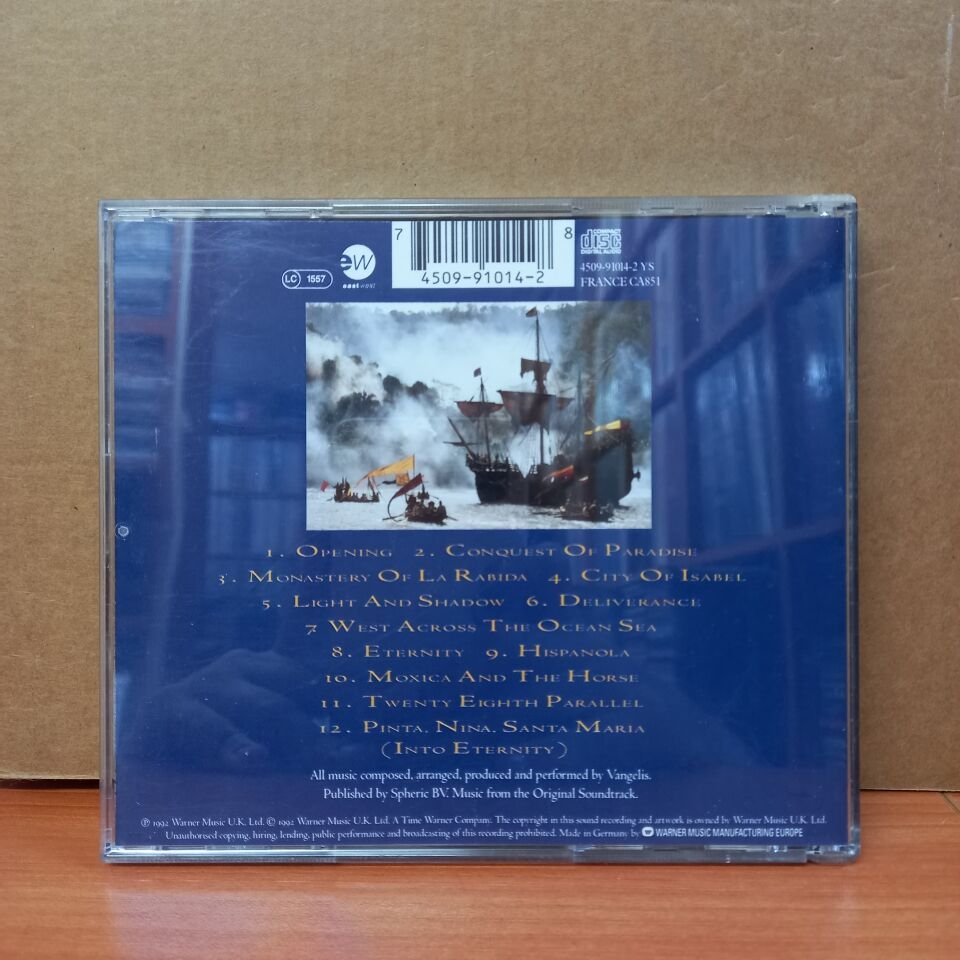 LC 1557
ew
east west
7 8
4509-91014-2
COMPACT
disc
DIGITAL AUDIO
4509-91014-2 YS
FRANCE CA851
1. OPENING 2. CONQUEST OF PARADISE
3. MONASTERY OF LA RABIDA 4. CITY OF ISABEL
5. LIGHT AND SHADOW 6. DELIVERANCE
7. WEST ACROSS THE OCEAN SEA
8. ETERNITY 9. HISPANOLA
10. MOXICA AND THE HORSE
11. TWENTY EIGHTH PARALLEL
12. PINTA, NINA, SANTA MARIA
(INTO ETERNITY)
All music composed, arranged, produced and performed by Vangelis.
Published by Spheric BV. Music from the Original Soundtrack.
℗ 1992 Warner Music U.K. Ltd. © 1992 Warner Music U.K. Ltd. A Time Warner Company. The copyright in this sound recording and artwork is owned by Warner Music U.K. Ltd.
Unauthorised copying, hiring, lending, public performance and broadcasting of this recording prohibited. Made in Germany by WARNER MUSIC MANUFACTURING EUROPE